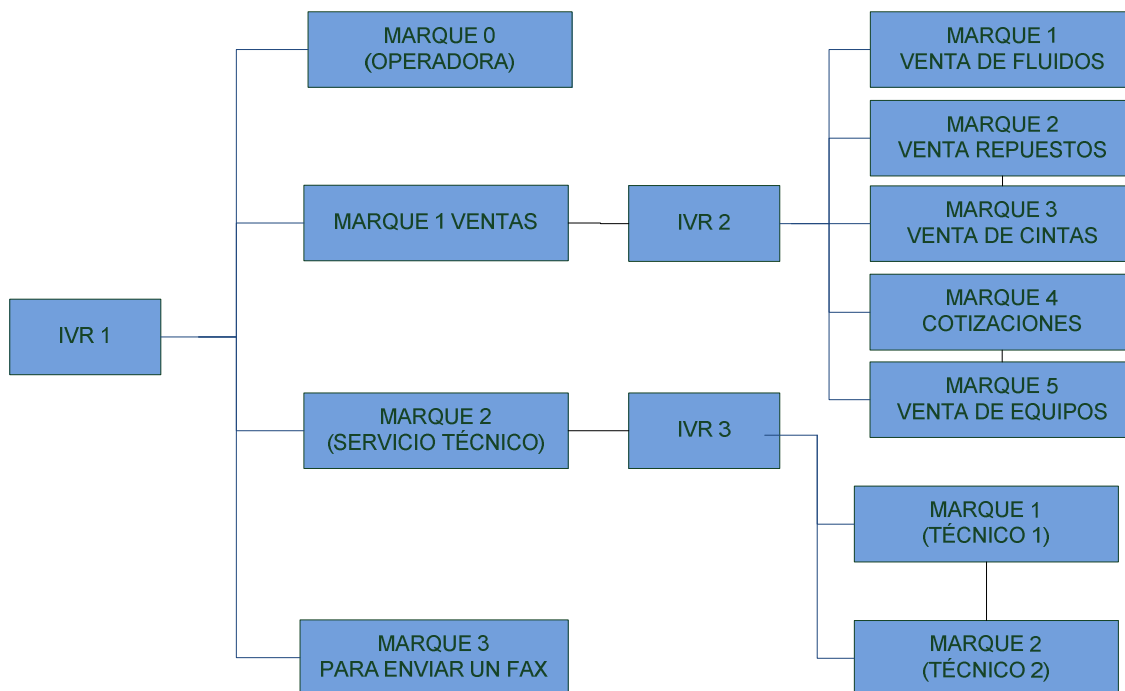 MARQUE 0
(OPERADORA)
MARQUE 1
VENTA DE FLUIDOS
MARQUE 2
VENTA REPUESTOS
MARQUE 1 VENTAS
IVR 2
MARQUE 3
VENTA DE CINTAS
IVR 1
MARQUE 4
COTIZACIONES
MARQUE 5
VENTA DE EQUIPOS
MARQUE 2
(SERVICIO TÉCNICO)
IVR 3
MARQUE 1
(TÉCNICO 1)
MARQUE 3
PARA ENVIAR UN FAX
MARQUE 2
(TÉCNICO 2)